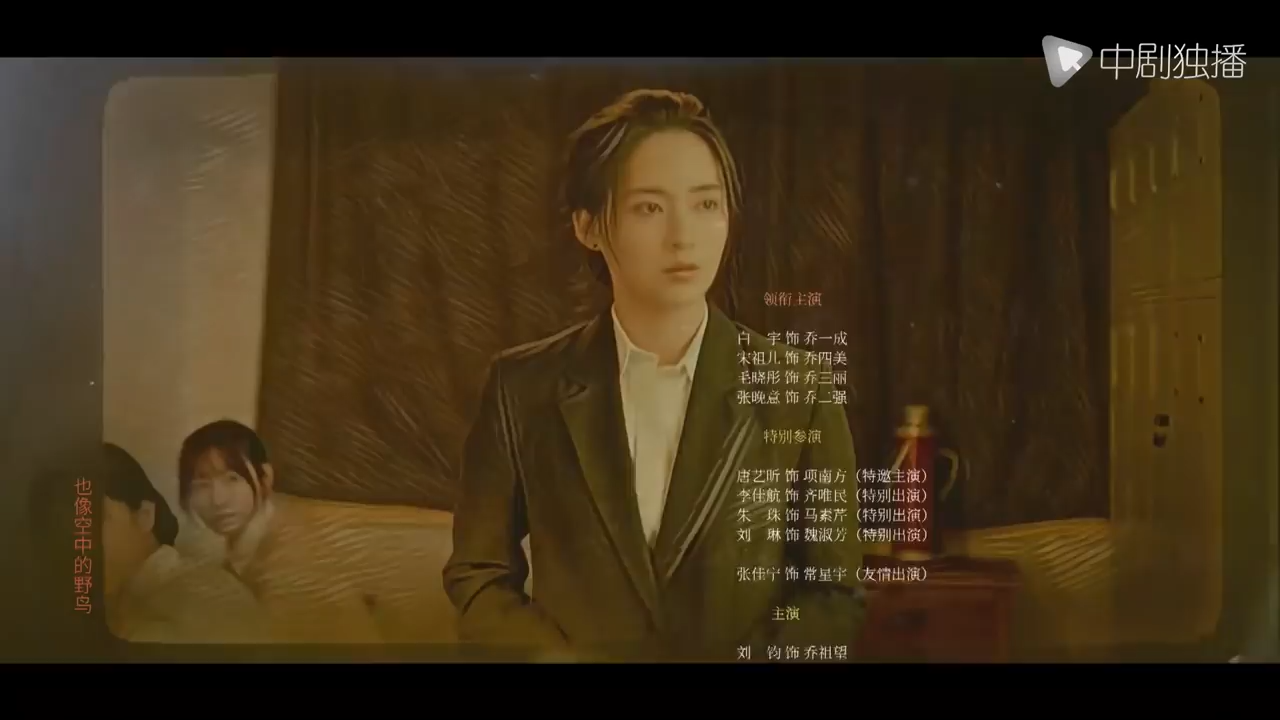 中剧独播
领衔主演
白 宇 饰 乔一成
宋祖儿 饰 乔四美
毛晓彤 饰 乔三丽
张晚意 饰 乔二强
特别参演
唐艺昕 饰 项南方（特邀主演）
李佳航 饰 齐唯民（特别出演）
朱 珠 饰 马素芹（特别出演）
刘 琳 饰 魏淑芳（特别出演）
张佳宁 饰 常星宇（友情出演）
主演
刘 钧 饰 乔祖望
也像空中的野鸟